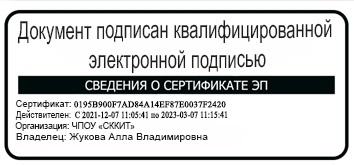 Документ подписан квалифицированной
электронной подписью
СВЕДЕНИЯ О СЕРТИФИКАТЕ ЭП
Сертификат: 0195B900F7AD84A14EF87E0037F2420
Действителен: С 2021-12-07 11:05:41 по 2023-03-07 11:15:41
Организация: ЧПОУ «СККИТ»
Владелец: Жукова Алла Владимировна